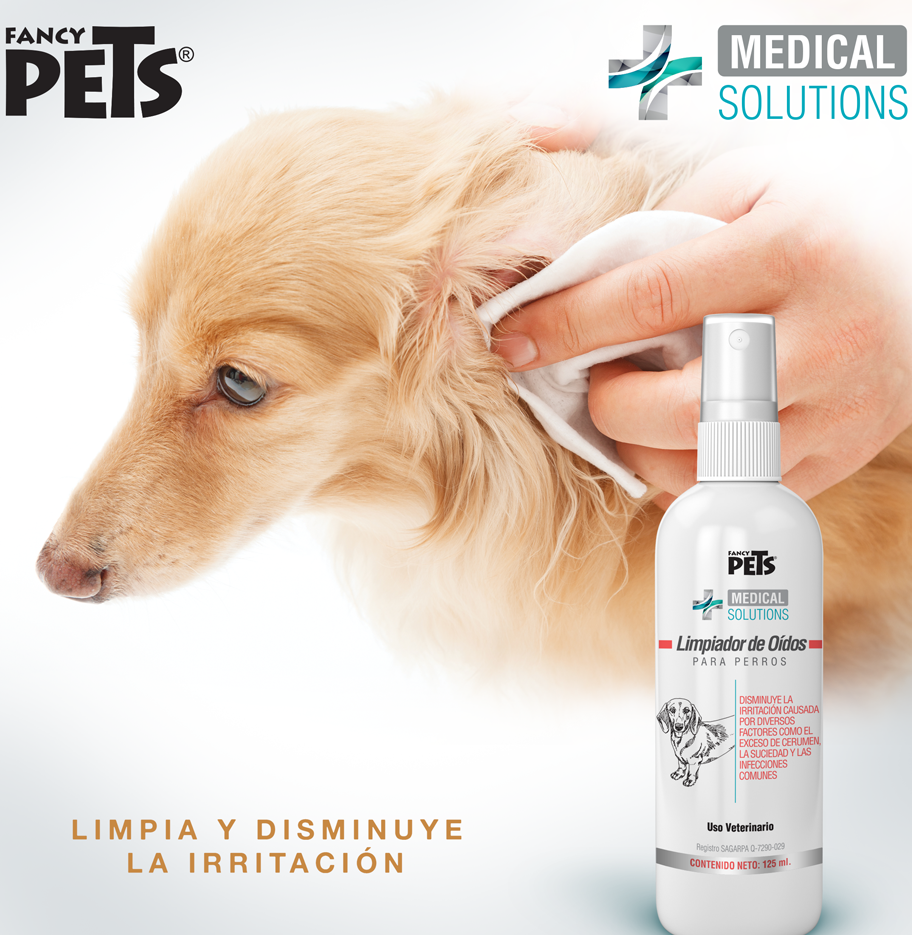 FANCY
PETS®
MEDICAL
SOLUTIONS
FANCY
PETS®
MEDICAL
SOLUTIONS
Limpiador de Oídos
PARA PERROS
DISMINUYE LA
IRRITACIÓN CAUSADA
POR DIVERSOS
FACTORES COMO EL
EXCESO DE CERUMEN,
LA SUCIEDAD Y LAS
INFECCIONES
COMUNES
Uso Veterinario
Registro SAGARPA Q-7290-029
CONTENIDO NETO: 125 ml.
LIMPIA Y DISMINUYE
LA IRRITACIÓN